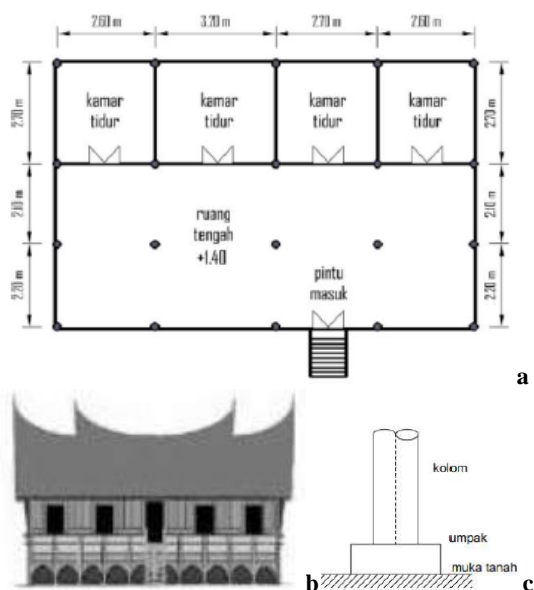 2.60 m 3.20 m 2.70 m 2.60 m
2.70 m
kamar
tidur
kamar
tidur
kamar
tidur
kamar
tidur
2.70 m
2.10 m
ruang
tengah
+1.40
2.10 m
2.20 m
pintu
masuk
2.20 m
a
b
kolom
umpak
muka tanah
c